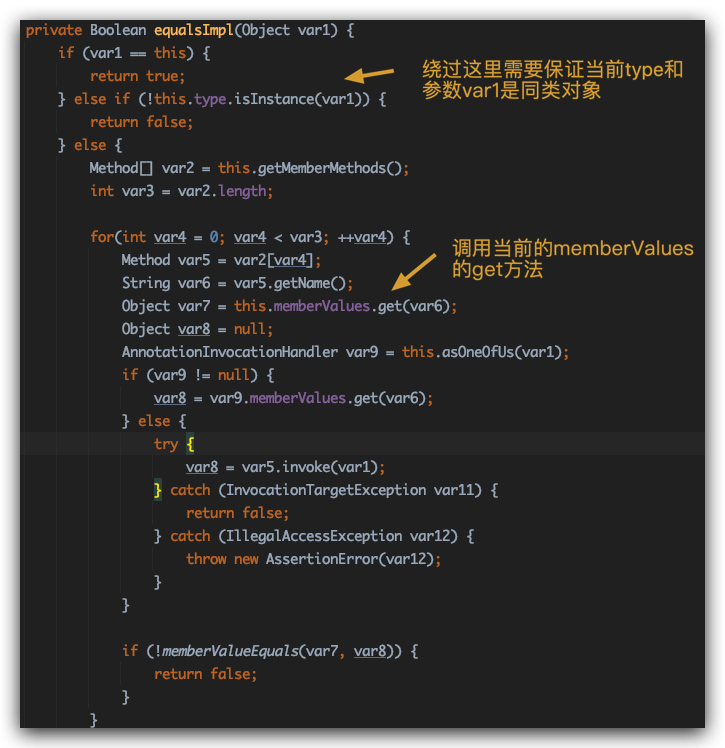 private Boolean equalsImpl(Object var1) {
if (var1 == this) {
return true;
} else if (!this.type.isInstance(var1)) {
return false;
} else {
Method[] var2 = this.getMemberMethods();
int var3 = var2.length;
for(int var4 = 0; var4 < var3; ++var4) {
Method var5 = var2[var4];
String var6 = var5.getName();
Object var7 = this.memberValues.get(var6);
Object var8 = null;
AnnotationInvocationHandler var9 = this.asOneOfUs(var1);
if (var9 != null) {
var8 = var9.memberValues.get(var6);
} else {
try {
var8 = var5.invoke(var1);
} catch (InvocationTargetException var11) {
return false;
} catch (IllegalAccessException var12) {
throw new AssertionError(var12);
}
}
if (!memberValueEquals(var7, var8)) {
return false;
}
}
绕过这里需要保证当前type和
参数var1是同类对象
调用当前的memberValues
的get方法